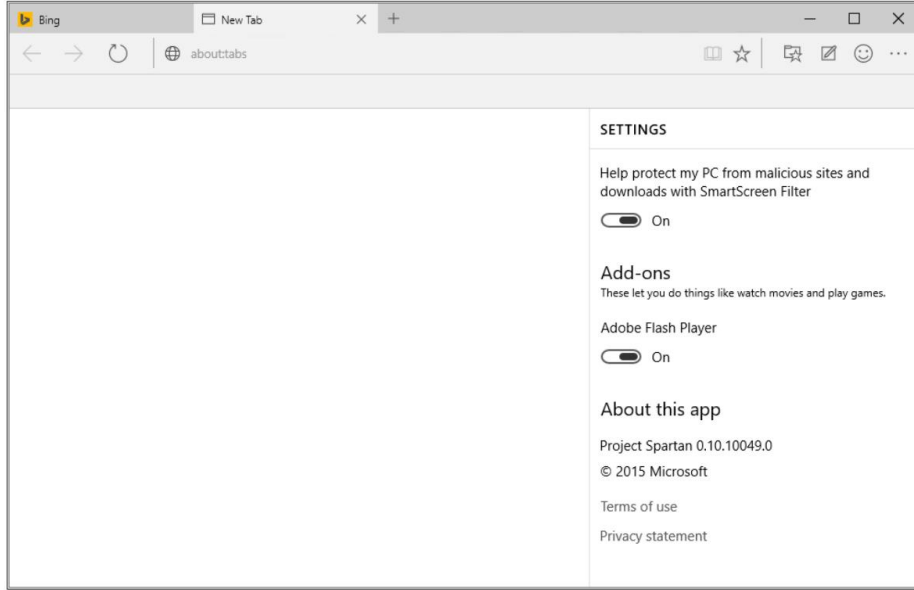 Bing
New Tab
about:tabs
SETTINGS
Help protect my PC from malicious sites and
downloads with SmartScreen Filter
On
Add-ons
These let you do things like watch movies and play games.
Adobe Flash Player
On
About this app
Project Spartan 0.10.10049.0
© 2015 Microsoft
Terms of use
Privacy statement